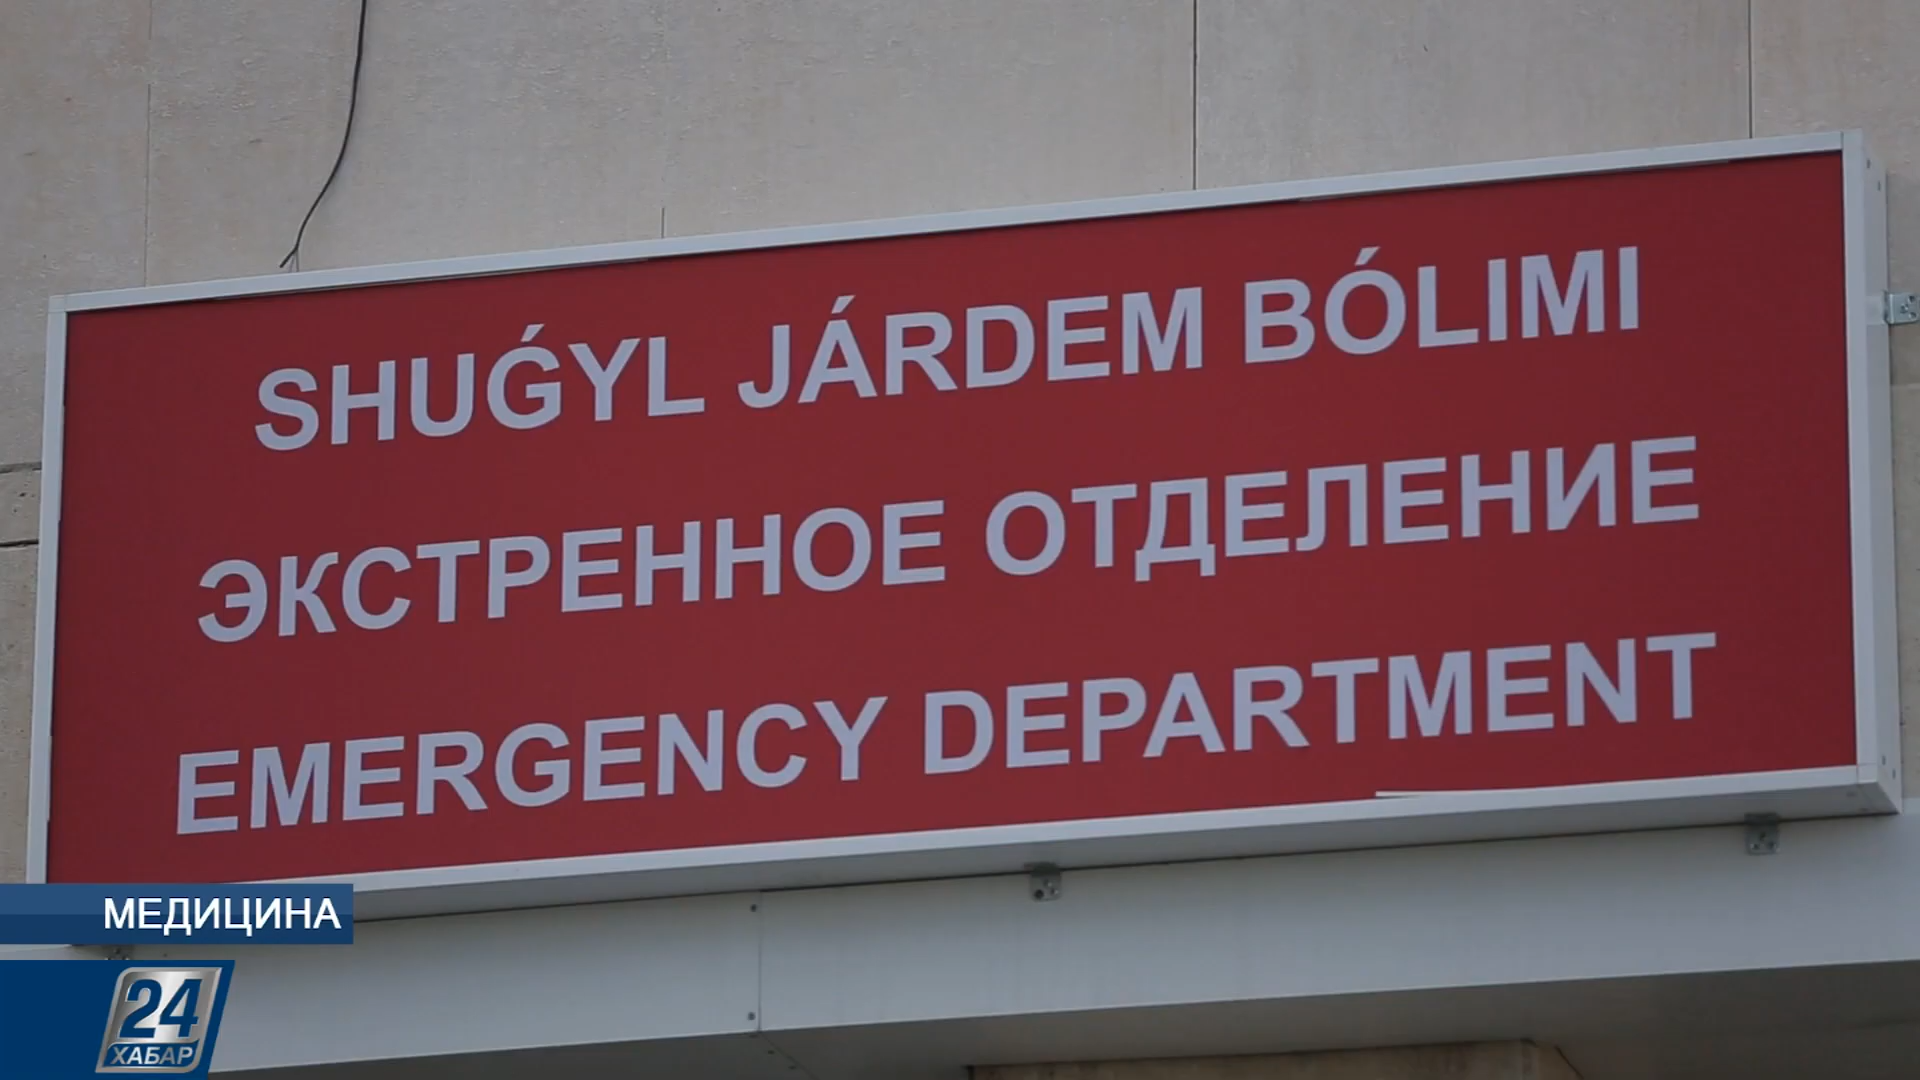 SHUǴYL JÁRDEM BÓLIMI
ЭКСТРЕННОЕ ОТДЕЛЕНИЕ
EMERGENCY DEPARTMENT
МЕДИЦИНА
24
ХАБАР